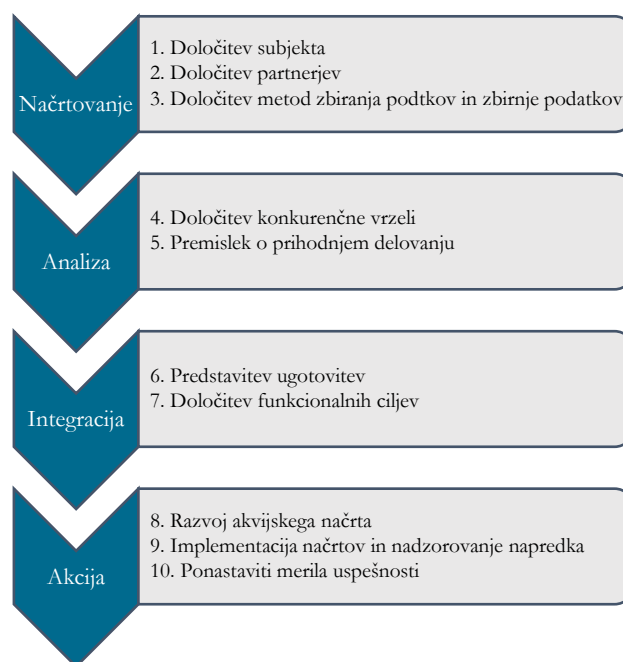 Načrtovanje
1. Določitev subjekta
2. Določitev partnerjev
3. Določitev metod zbiranja podtkov in zbirnje podatkov
Analiza
4. Določitev konkurenčne vrzeli
5. Premislek o prihodnjem delovanju
Integracija
6. Predstavitev ugotovitev
7. Določitev funkcionalnih ciljev
Akcija
8. Razvoj akvijskega načrta
9. Implementacija načrtov in nadzorovanje napredka
10. Ponastaviti merila uspešnosti